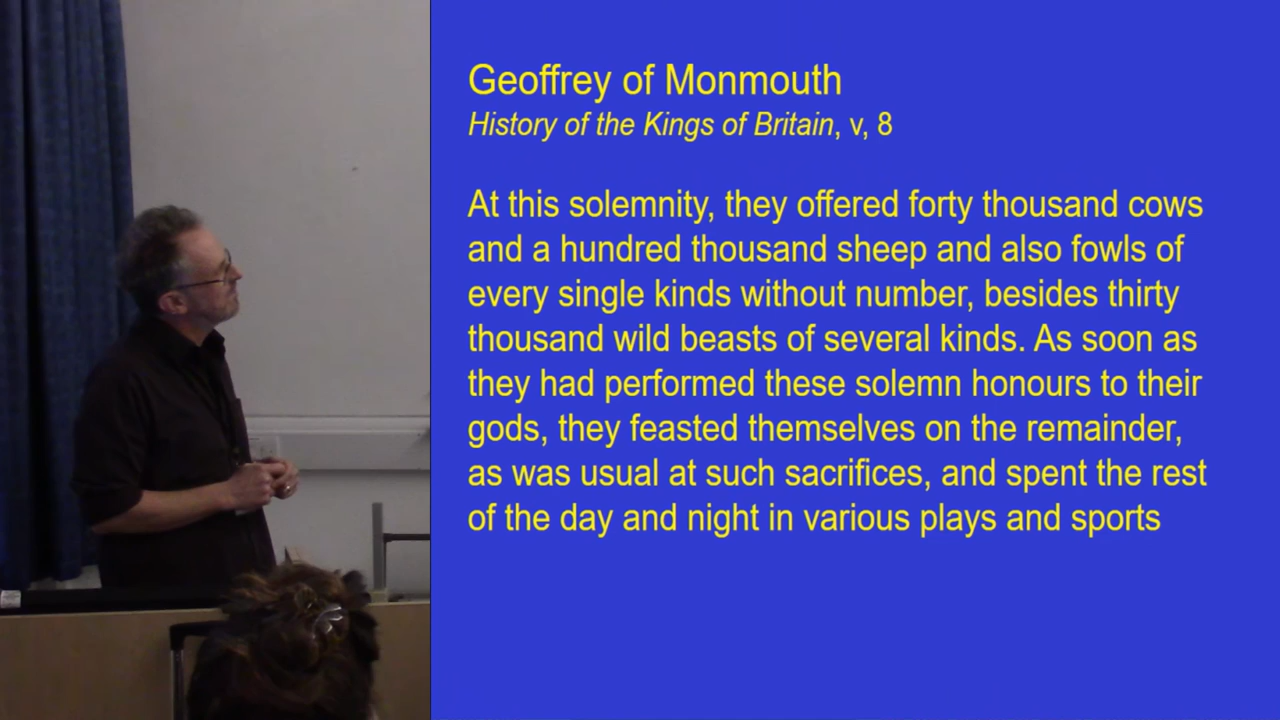 Geoffrey of Monmouth
History of the Kings of Britain, v, 8
At this solemnity, they offered forty thousand cows
and a hundred thousand sheep and also fowls of
every single kinds without number, besides thirty
thousand wild beasts of several kinds. As soon as
they had performed these solemn honours to their
gods, they feasted themselves on the remainder,
as was usual at such sacrifices, and spent the rest
of the day and night in various plays and sports